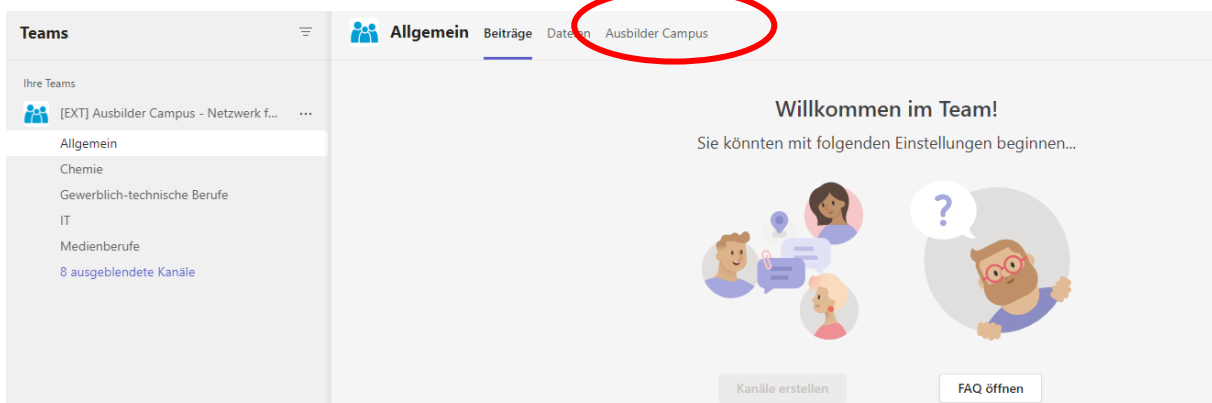 Teams
Ihre Teams
[EXT] Ausbilder Campus - Netzwerk f...
Allgemein
Chemie
Gewerblich-technische Berufe
IT
Medienberufe
8 ausgeblendete Kanäle
Allgemein Beiträge Dateien Ausbilder Campus
Willkommen im Team!
Sie könnten mit folgenden Einstellungen beginnen...
?
Kanäle erstellen
FAQ öffnen